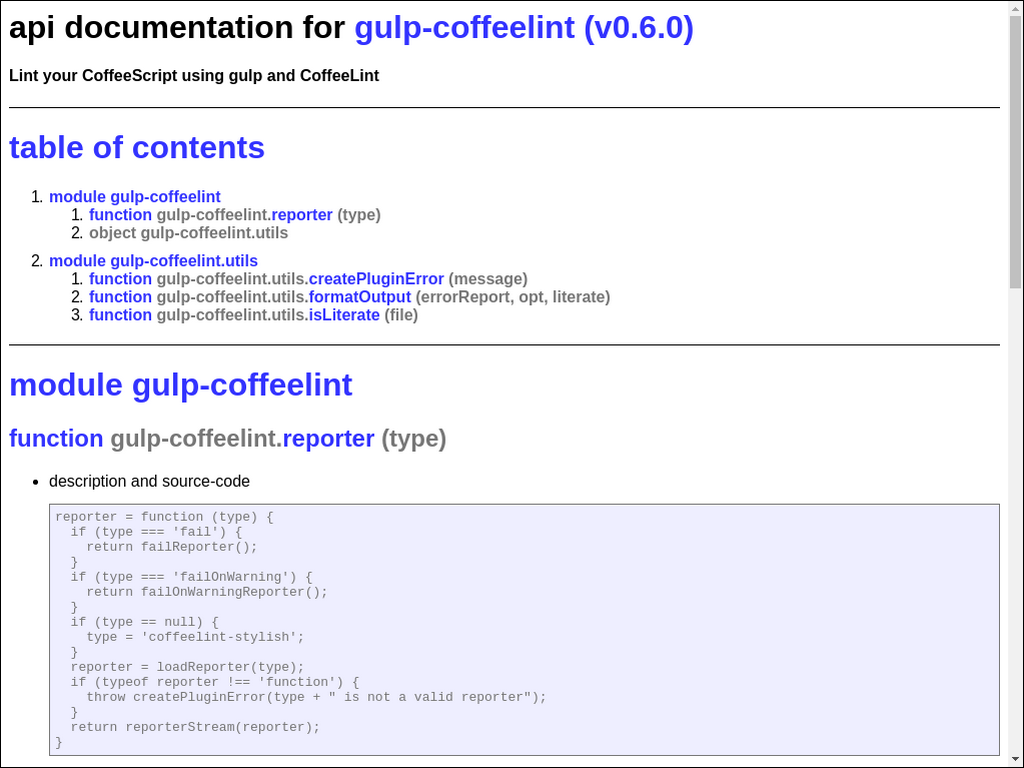 api documentation for gulp-coffeelint (v0.6.0)
Lint your CoffeeScript using gulp and CoffeeLint
table of contents
1. module gulp-coffeelint
1. function gulp-coffeelint.reporter (type)
2. object gulp-coffeelint.utils
2. module gulp-coffeelint.utils
1. function gulp-coffeelint.utils.createPluginError (message)
2. function gulp-coffeelint.utils.formatOutput (errorReport, opt, literate)
3. function gulp-coffeelint.utils.isLiterate (file)
module gulp-coffeelint
function gulp-coffeelint.reporter (type)
• description and source-code
reporter = function (type) {
  if (type === 'fail') {
    return failReporter();
  }
  if (type === 'failOnWarning') {
    return failOnWarningReporter();
  }
  if (type == null) {
    type = 'coffeelint-stylish';
  }
  reporter = loadReporter(type);
  if (typeof reporter !== 'function') {
    throw createPluginError(type + " is not a valid reporter");
  }
  return reporterStream(reporter);
}